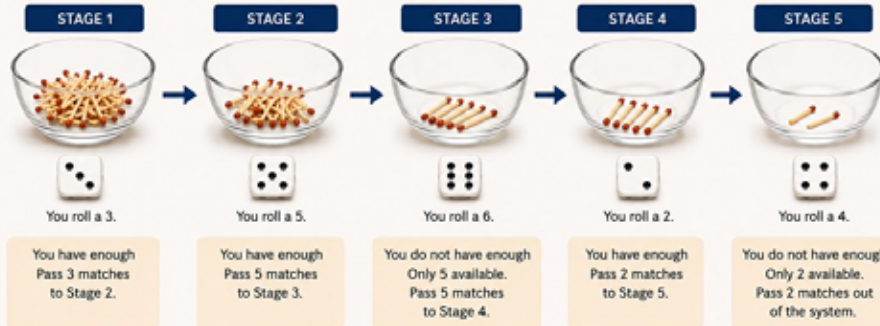 STAGE 1
STAGE 2
STAGE 3
STAGE 4
STAGE 5
You roll a 3.
You roll a 5.
You roll a 6.
You roll a 2.
You roll a 4.
You have enough
Pass 3 matches
to Stage 2.
You have enough
Pass 5 matches
to Stage 3.
You do not have enough
Only 5 available.
Pass 5 matches
to Stage 4.
You have enough
Pass 2 matches
to Stage 5.
You do not have enough
Only 2 available.
Pass 2 matches out
of the system.